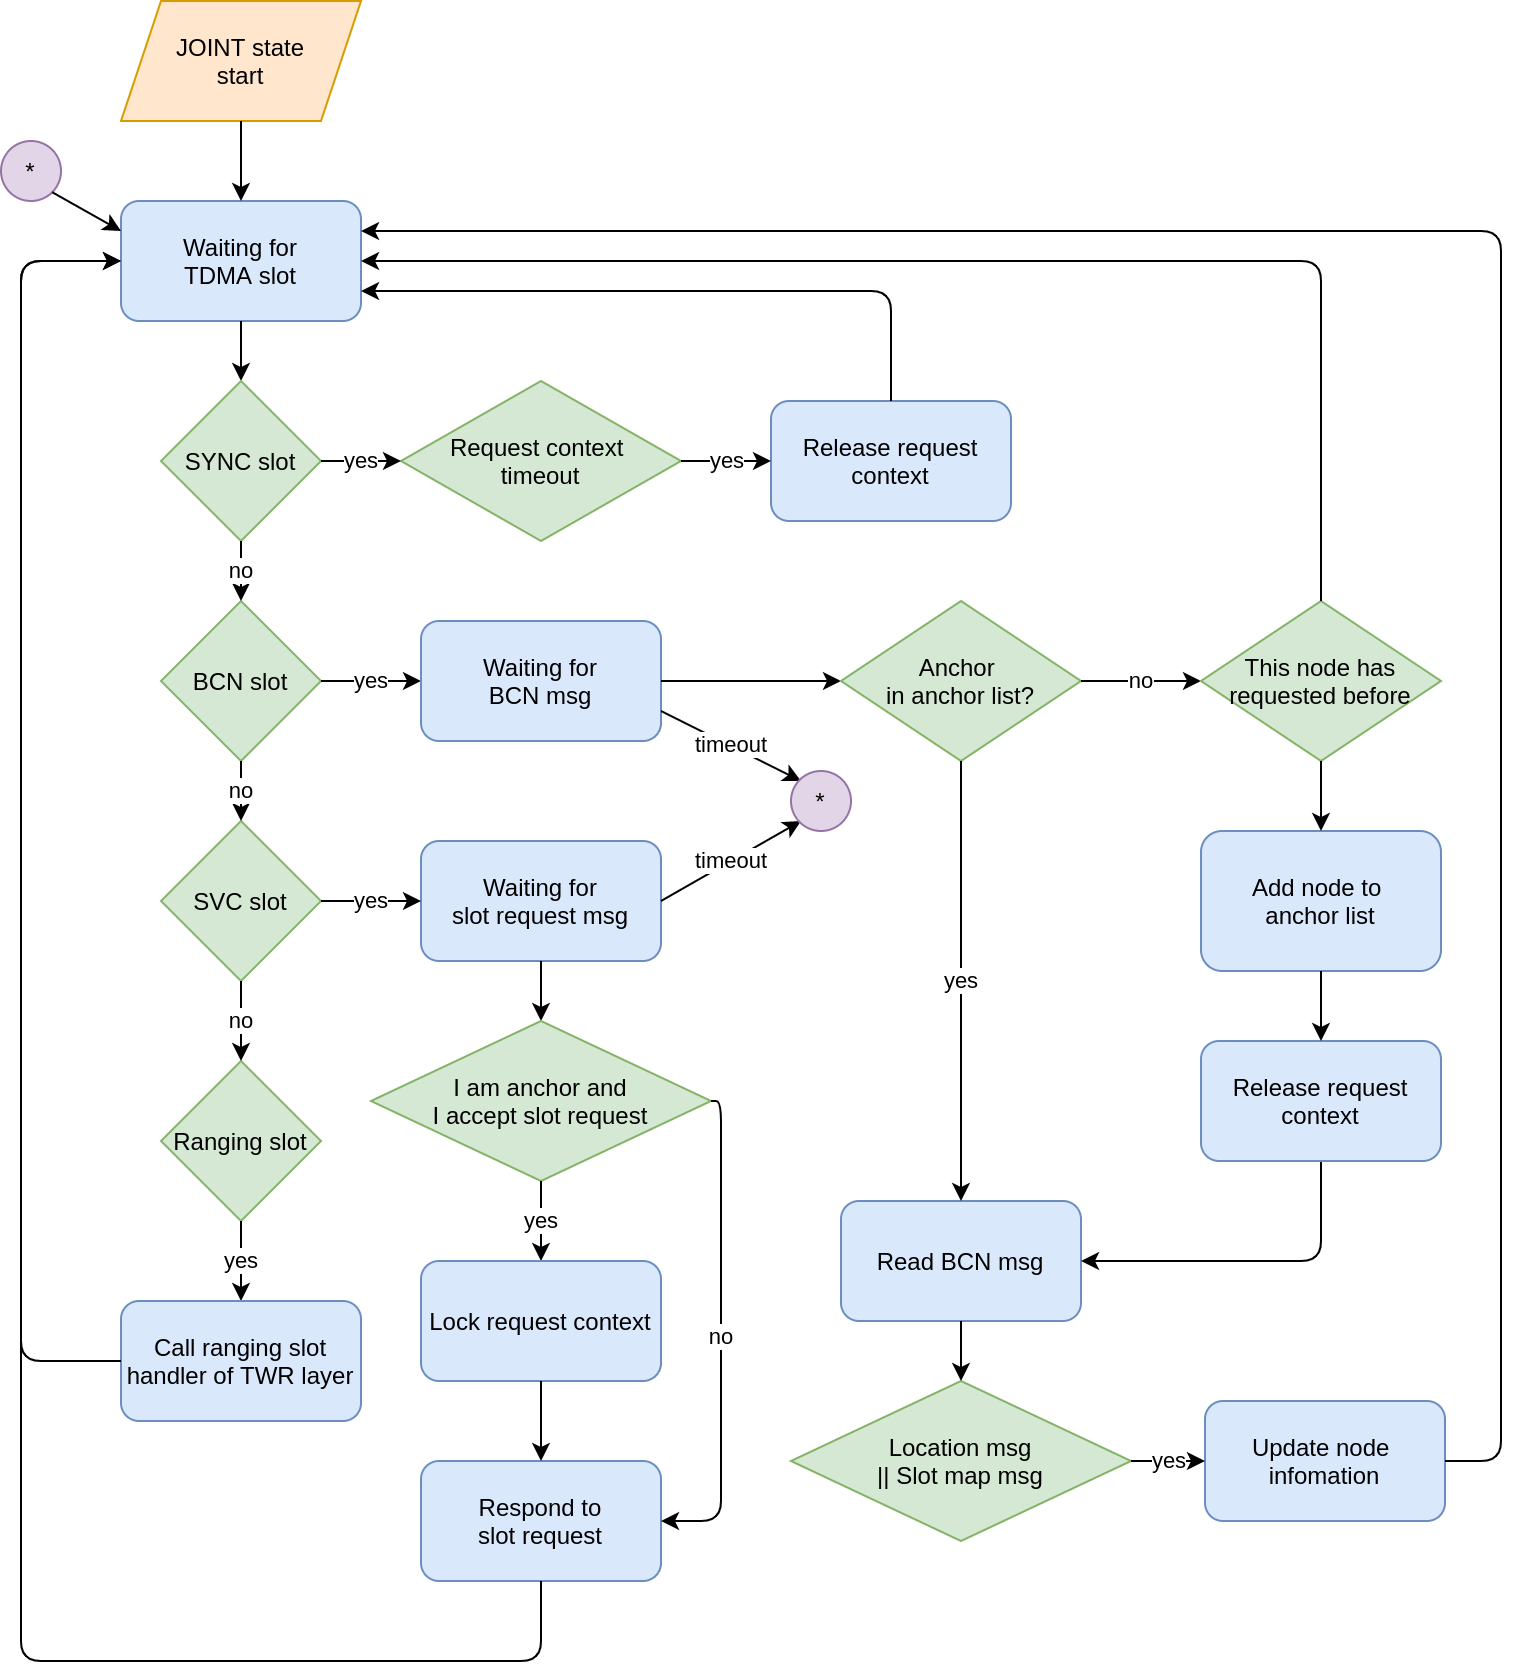 JOINT state
start
*
Waiting for
TDMA slot
SYNC slot
yes
Request context
timeout
yes
Release request
context
no
BCN slot
yes
Waiting for
BCN msg
Anchor
in anchor list?
no
This node has
requested before
timeout
*
no
SVC slot
yes
Waiting for
slot request msg
timeout
Add node to
anchor list
yes
no
I am anchor and
I accept slot request
Release request
context
Ranging slot
yes
yes
Read BCN msg
Call ranging slot
handler of TWR layer
Lock request context
no
Location msg
|| Slot map msg
yes
Update node
infomation
Respond to
slot request